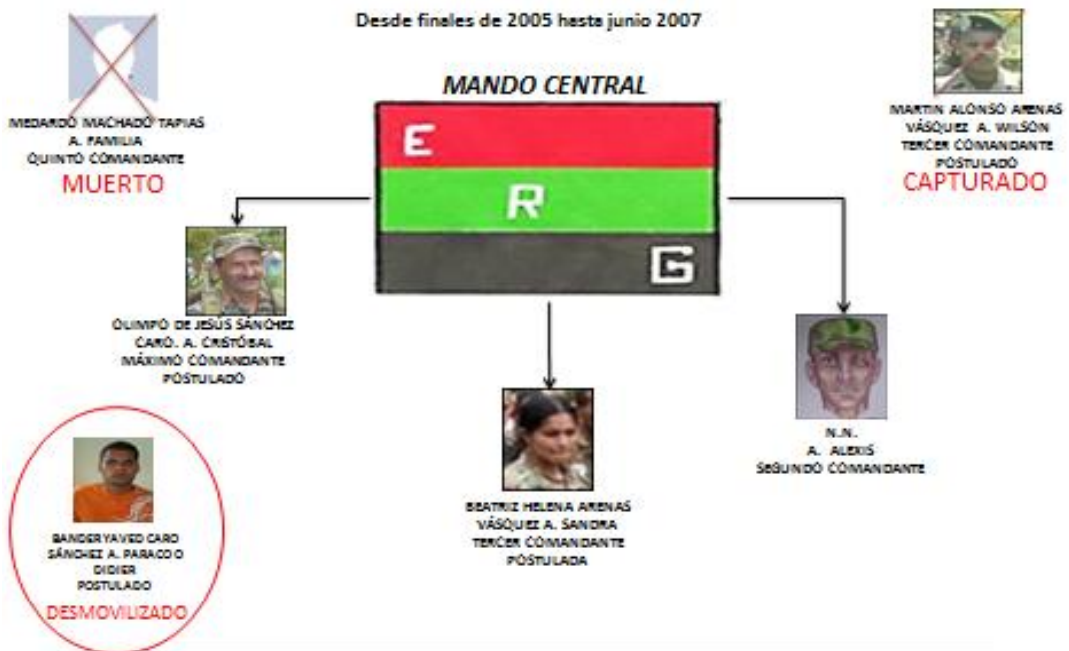 Desde finales de 2005 hasta junio 2007
MANDO CENTRAL
E
R
G
MEDARDO MACHADO TAPIAS
A. FAMILIA
QUINTO COMANDANTE
MUERTO
MARTIN ALONSO ARENAS
VÁSQUEZ A. WILSON
TERCER COMANDANTE
POSTULADO
CAPTURADO
OLIMPO DE JESÚS SÁNCHEZ
CARO. A. CRISTÓBAL
MÁXIMO COMANDANTE
POSTULADO
N.N.
A. ALEXIS
SEGUNDO COMANDANTE
BEATRIZ HELENA ARENAS
VÁSQUEZ A. SANDRA
TERCER COMANDANTE
POSTULADA
BANDER YAVED CARO
SÁNCHEZ A. PARACO O
DIDIER
POSTULADO
DESMOVILIZADO